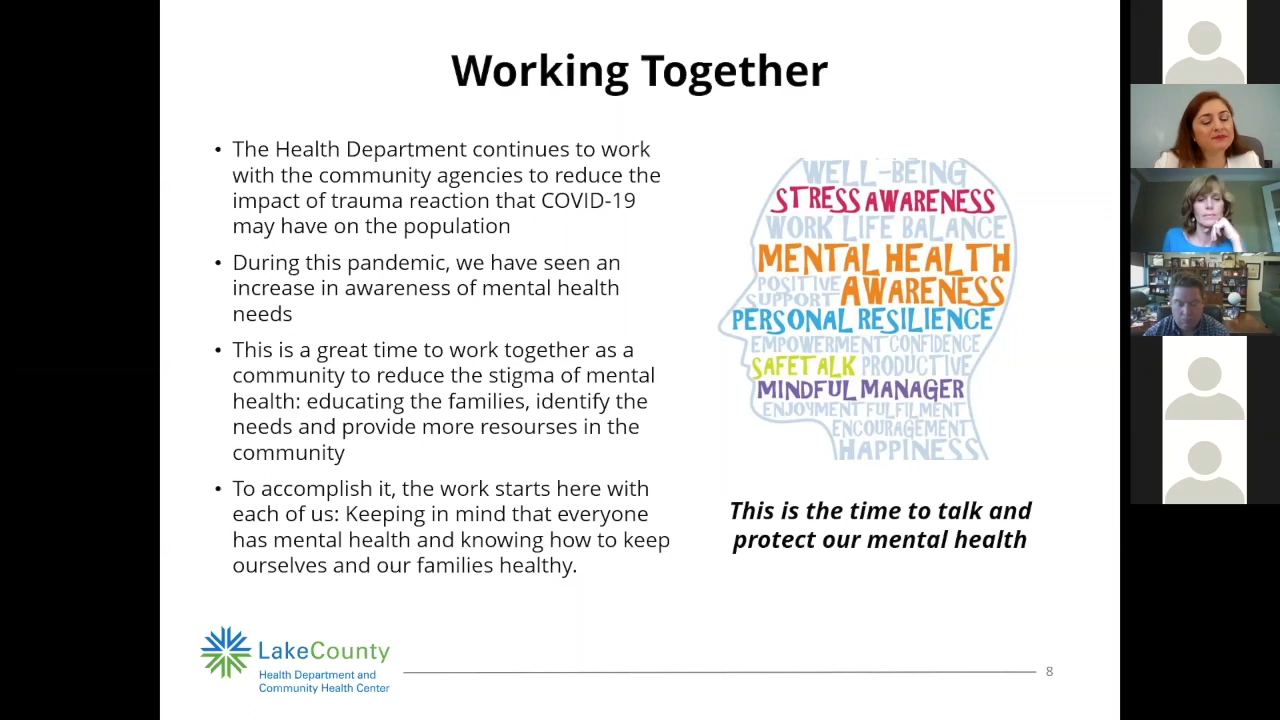 Working Together
• The Health Department continues to work
with the community agencies to reduce the
impact of trauma reaction that COVID-19
may have on the population
• During this pandemic, we have seen an
increase in awareness of mental health
needs
• This is a great time to work together as a
community to reduce the stigma of mental
health: educating the families, identify the
needs and provide more resourses in the
community
• To accomplish it, the work starts here with
each of us: Keeping in mind that everyone
has mental health and knowing how to keep
ourselves and our families healthy.
WELL-BEING
STRESS AWARENESS
WORK LIFE BALANCE
MENTAL HEALTH
POSITIVE
SUPPORT AWARENESS
PERSONAL RESILIENCE
EMPOWERMENT CONFIDENCE
SAFETALK PRODUCTIVE
MINDFUL MANAGER
ENJOYMENT FULFILMENT
ENCOURAGEMENT
HAPPINESS
This is the time to talk and
protect our mental health
LakeCounty
Health Department and
Community Health Center
8